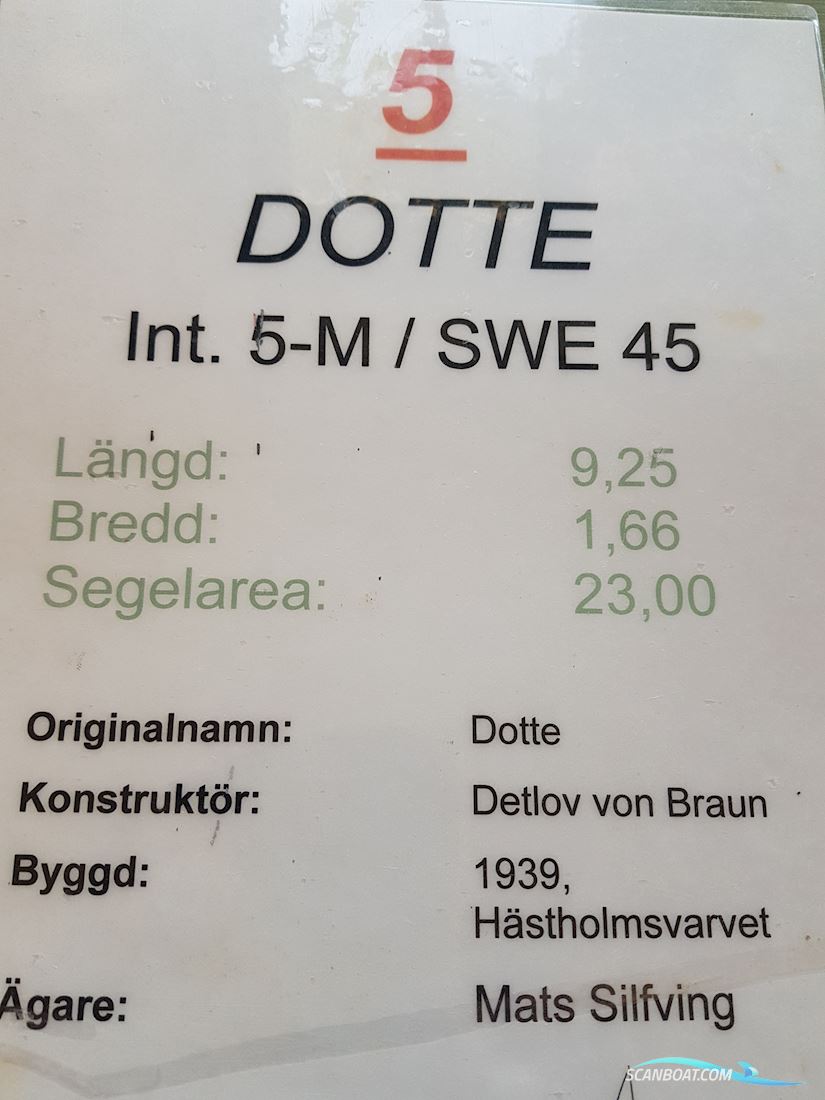 5
DOTTE
Int. 5-M / SWE 45
Längd: 9,25
Bredd: 1,66
Segelarea: 23,00
Originalnamn: Dotte
Konstruktör: Detlov von Braun
Byggd: 1939,
Hästholmsvarvet
Ägare: Mats Silfving
SCANBOAT.COM